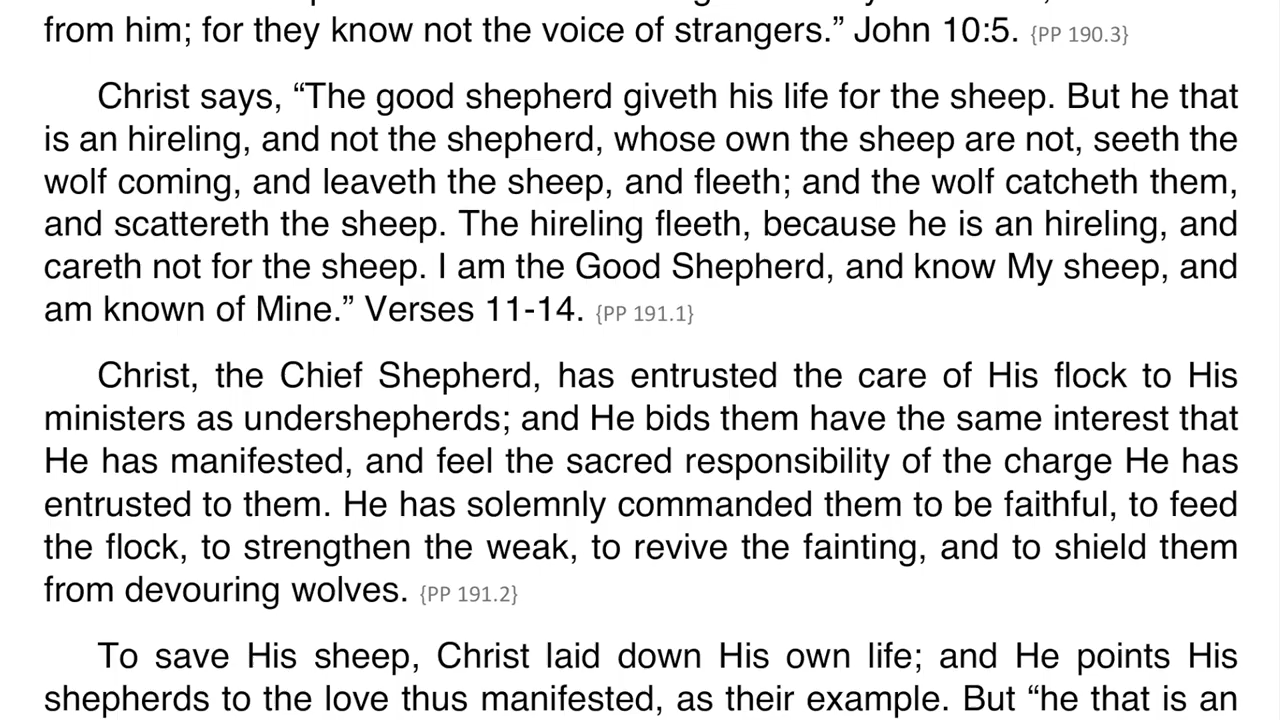 from him; for they know not the voice of strangers.” John 10:5. {PP 190.3}
Christ says, “The good shepherd giveth his life for the sheep. But he that
is an hireling, and not the shepherd, whose own the sheep are not, seeth the
wolf coming, and leaveth the sheep, and fleeth; and the wolf catcheth them,
and scattereth the sheep. The hireling fleeth, because he is an hireling, and
careth not for the sheep. I am the Good Shepherd, and know My sheep, and
am known of Mine.” Verses 11-14. {PP 191.1}
Christ, the Chief Shepherd, has entrusted the care of His flock to His
ministers as undershepherds; and He bids them have the same interest that
He has manifested, and feel the sacred responsibility of the charge He has
entrusted to them. He has solemnly commanded them to be faithful, to feed
the flock, to strengthen the weak, to revive the fainting, and to shield them
from devouring wolves. {PP 191.2}
To save His sheep, Christ laid down His own life; and He points His
shepherds to the love thus manifested, as their example. But “he that is an